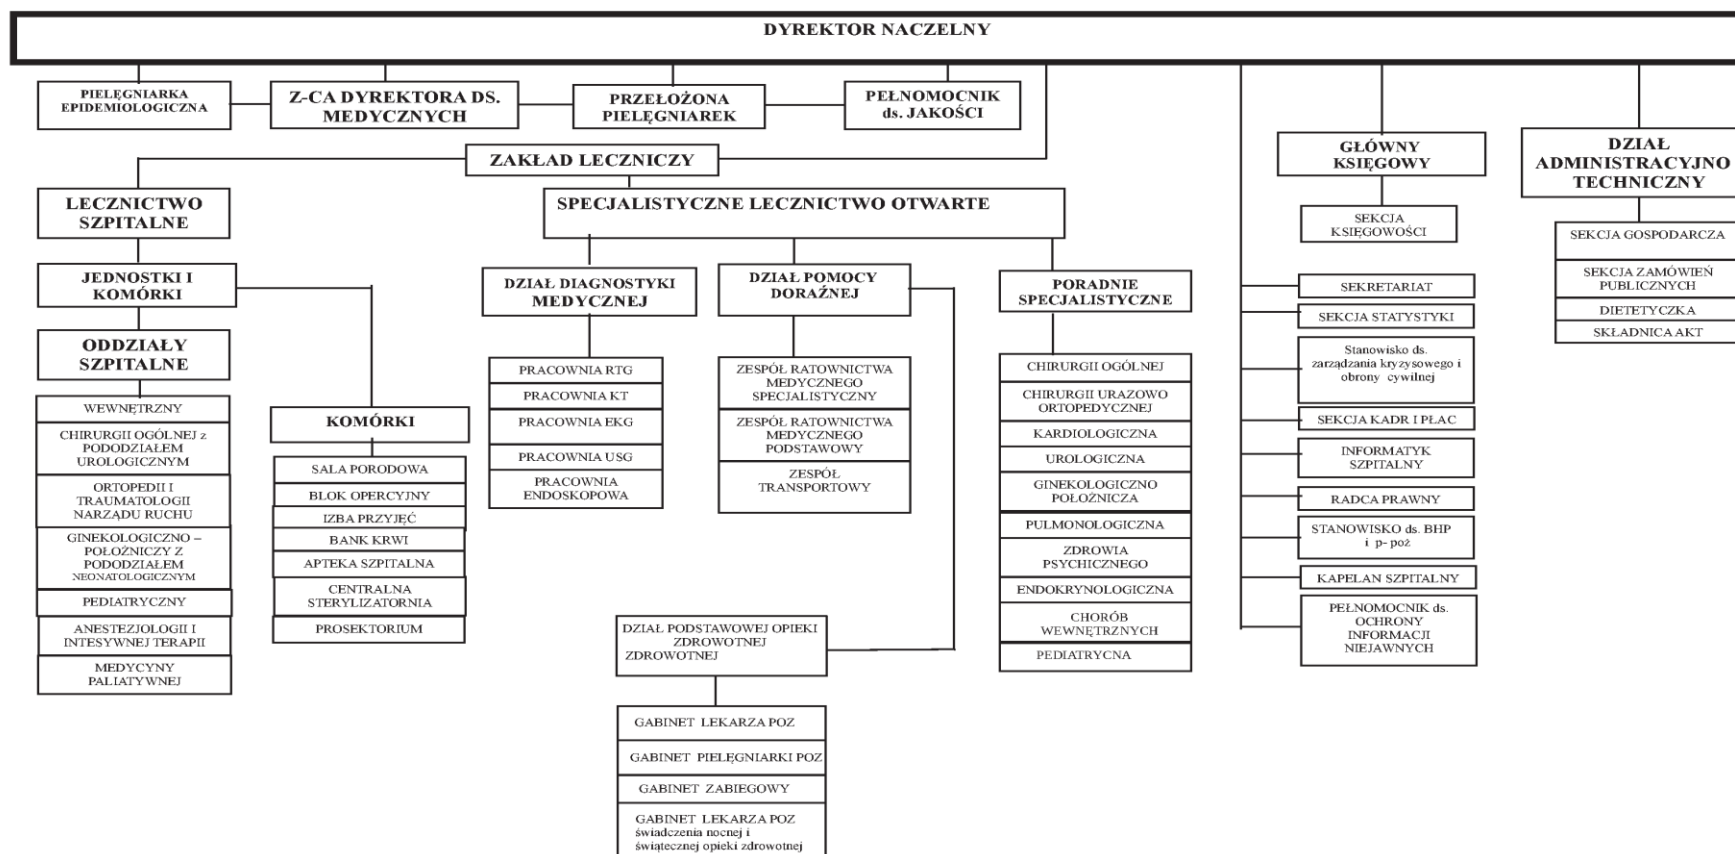 DYREKTOR NACZELNY
PIELĘGNIARKA
EPIDEMIOLOGICZNA
Z-CA DYREKTORA DS.
MEDYCZNYCH
PRZEŁOŻONA
PIELĘGNIAREK
PEŁNOMOCNIK
ds. JAKOŚCI
ZAKŁAD LECZNICZY
LECZNICTWO
SZPITALNE
JEDNOSTKI I
KOMÓRKI
ODDZIAŁY
SZPITALNE
WEWNĘTRZNY
CHIRURGII OGÓLNEJ z
PODODZIAŁEM
UROLOGICZNYM
ORTOPEDII I
TRAUMATOLOGII
NARZĄDU RUCHU
GINEKOLOGICZNO –
POŁOŻNICZY Z
PODODZIAŁEM
NEONATOLOGICZNYM
PEDIATRYCZNY
ANESTEZJOLOGII I
INTESYWNEJ TERAPII
MEDYCYNY
PALIATYWNEJ
KOMÓRKI
SALA PORODOWA
BLOK OPERCYJNY
IZBA PRZYJĘĆ
BANK KRWI
APTEKA SZPITALNA
CENTRALNA
STERYLIZATORNIA
PROSEKTORIUM
SPECJALISTYCZNE LECZNICTWO OTWARTE
DZIAŁ DIAGNOSTYKI
MEDYCZNEJ
PRACOWNIA RTG
PRACOWNIA KT
PRACOWNIA EKG
PRACOWNIA USG
PRACOWNIA
ENDOSKOPOWA
DZIAŁ POMOCY
DORAŹNEJ
ZESPÓŁ RATOWNICTWA
MEDYCZNEGO
SPECJALISTYCZNY
ZESPÓŁ RATOWNICTWA
MEDYCZNEGO
PODSTAWOWY
ZESPÓŁ
TRANSPORTOWY
DZIAŁ PODSTAWOWEJ OPIEKI
ZDROWOTNEJ
ZDROWOTNEJ
GABINET LEKARZA POZ
GABINET PIELĘGNIARKI POZ
GABINET ZABIEGOWY
GABINET LEKARZA POZ
świadczenia nocnej i
świątecznej opieki zdrowotnej
PORADNIE
SPECJALISTYCZNE
CHIRURGII OGÓLNEJ
CHIRURGII URAZOWO
ORTOPEDYCZNEJ
KARDIOLOGICZNA
UROLOGICZNA
GINEKOLOGICZNO
POŁOŻNICZA
PULMONOLOGICZNA
ZDROWIA
PSYCHICZNEGO
ENDOKRYNOLOGICZNA
CHORÓB
WEWNĘTRZNYCH
PEDIATRYCNA
GŁÓWNY
KSIĘGOWY
SEKCJA
KSIĘGOWOŚCI
SEKRETARIAT
SEKCJA STATYSTYKI
Stanowisko ds.
zarządzania kryzysowego i
obrony cywilnej
SEKCJA KADR I PŁAC
INFORMATYK
SZPITALNY
RADCA PRAWNY
STANOWISKO ds. BHP
i p- poż
KAPELAN SZPITALNY
PEŁNOMOCNIK ds.
OCHRONY
INFORMACJI
NIEJAWNYCH
DZIAŁ
ADMINISTRACYJNO
TECHNICZNY
SEKCJA GOSPODARCZA
SEKCJA ZAMÓWIEŃ
PUBLICZNYCH
DIETETYCZKA
SKŁADNICA AKT